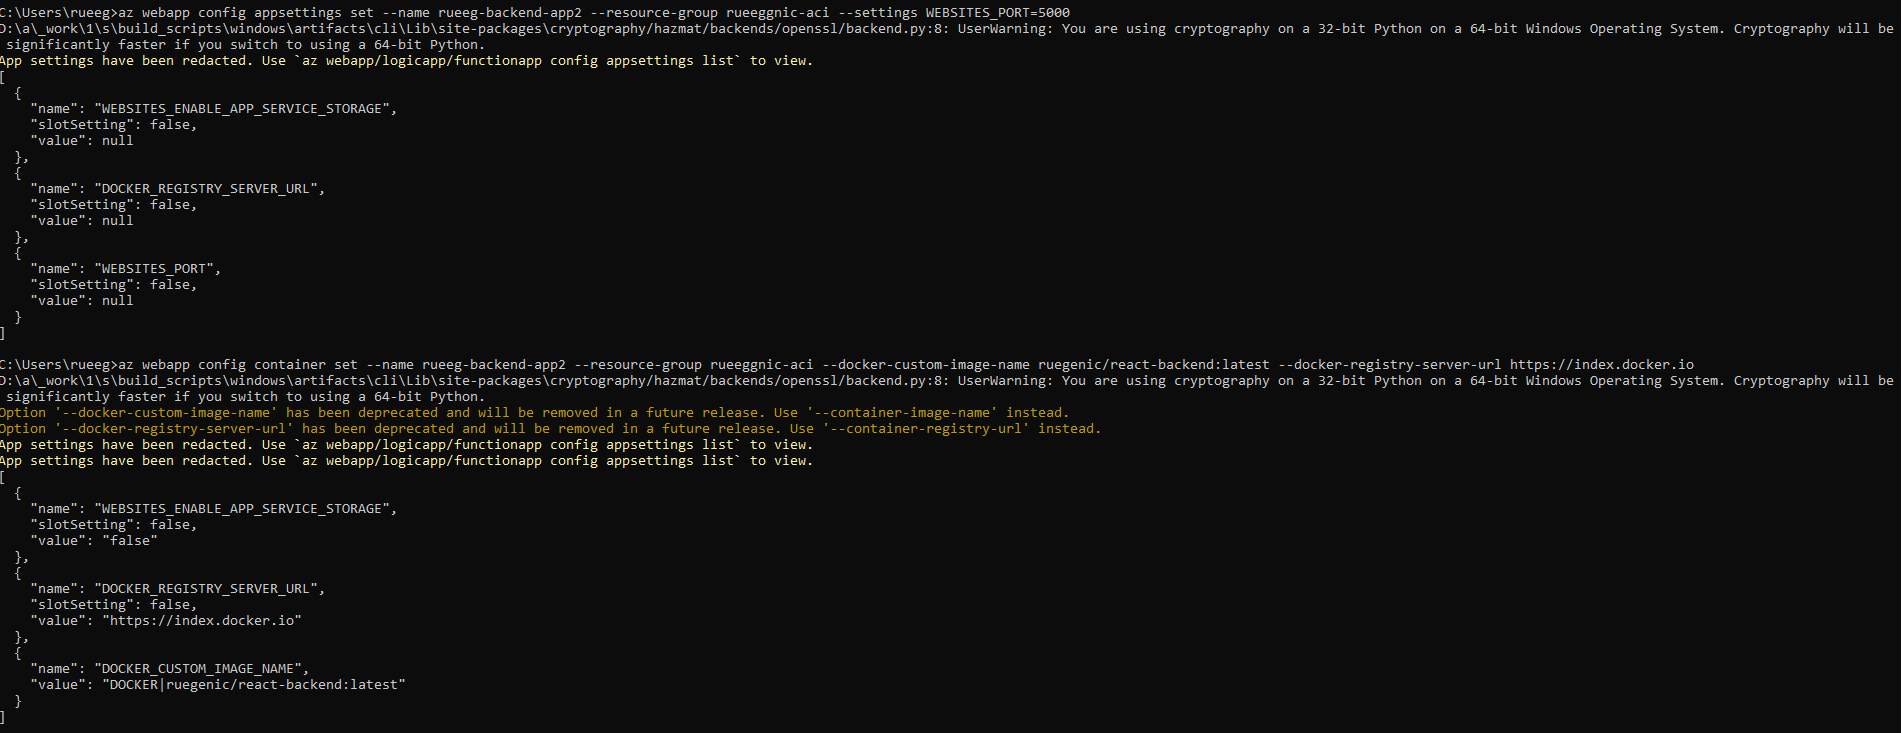 C:\Users\rueeg>az webapp config appsettings set --name rueeg-backend-app2 --resource-group rueeggnic-aci --settings WEBSITES_PORT=5000
D:\a\_work\1\s\build_scripts\windows\artifacts\cli\Lib\site-packages\cryptography/hazmat/backends/openssl/backend.py:8: UserWarning: You are using cryptography on a 32-bit Python on a 64-bit Windows Operating System. Cryptography will be
 significantly faster if you switch to using a 64-bit Python.
App settings have been redacted. Use `az webapp/logicapp/functionapp config appsettings list` to view.
[
  {
    "name": "WEBSITES_ENABLE_APP_SERVICE_STORAGE",
    "slotSetting": false,
    "value": null
  },
  {
    "name": "DOCKER_REGISTRY_SERVER_URL",
    "slotSetting": false,
    "value": null
  },
  {
    "name": "WEBSITES_PORT",
    "slotSetting": false,
    "value": null
  }
]
C:\Users\rueeg>az webapp config container set --name rueeg-backend-app2 --resource-group rueeggnic-aci --docker-custom-image-name ruegenic/react-backend:latest --docker-registry-server-url https://index.docker.io
D:\a\_work\1\s\build_scripts\windows\artifacts\cli\Lib\site-packages\cryptography/hazmat/backends/openssl/backend.py:8: UserWarning: You are using cryptography on a 32-bit Python on a 64-bit Windows Operating System. Cryptography will be
 significantly faster if you switch to using a 64-bit Python.
Option '--docker-custom-image-name' has been deprecated and will be removed in a future release. Use '--container-image-name' instead.
Option '--docker-registry-server-url' has been deprecated and will be removed in a future release. Use '--container-registry-url' instead.
App settings have been redacted. Use `az webapp/logicapp/functionapp config appsettings list` to view.
App settings have been redacted. Use `az webapp/logicapp/functionapp config appsettings list` to view.
[
  {
    "name": "WEBSITES_ENABLE_APP_SERVICE_STORAGE",
    "slotSetting": false,
    "value": "false"
  },
  {
    "name": "DOCKER_REGISTRY_SERVER_URL",
    "slotSetting": false,
    "value": "https://index.docker.io"
  },
  {
    "name": "DOCKER_CUSTOM_IMAGE_NAME",
    "value": "DOCKER|ruegenic/react-backend:latest"
  }
]